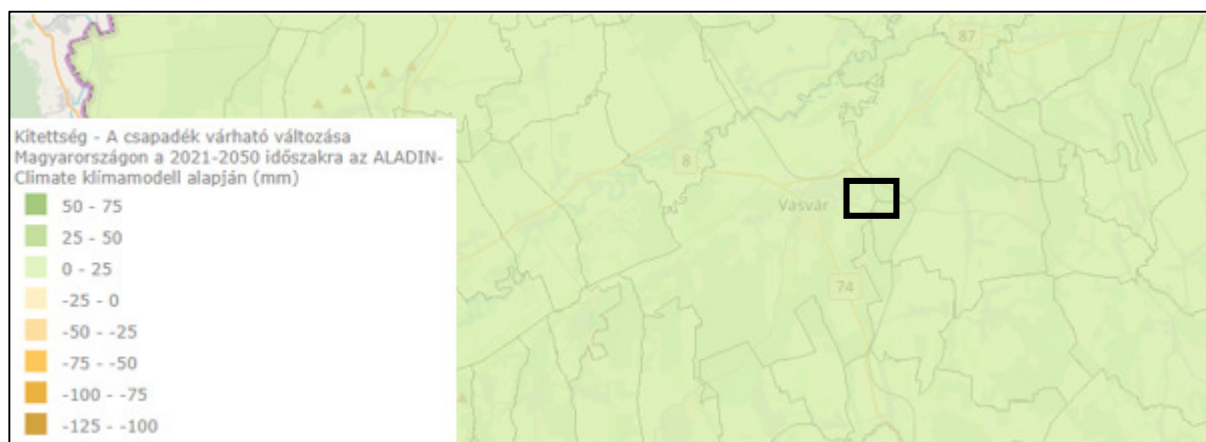 87
8
Vasvár
74
Kitettség - A csapadék várható változása
Magyarországon a 2021-2050 időszakra az ALADIN-
Climate klímamodell alapján (mm)
50 - 75
25 - 50
0 - 25
-25 - 0
-50 - -25
-75 - -50
-100 - -75
-125 - -100